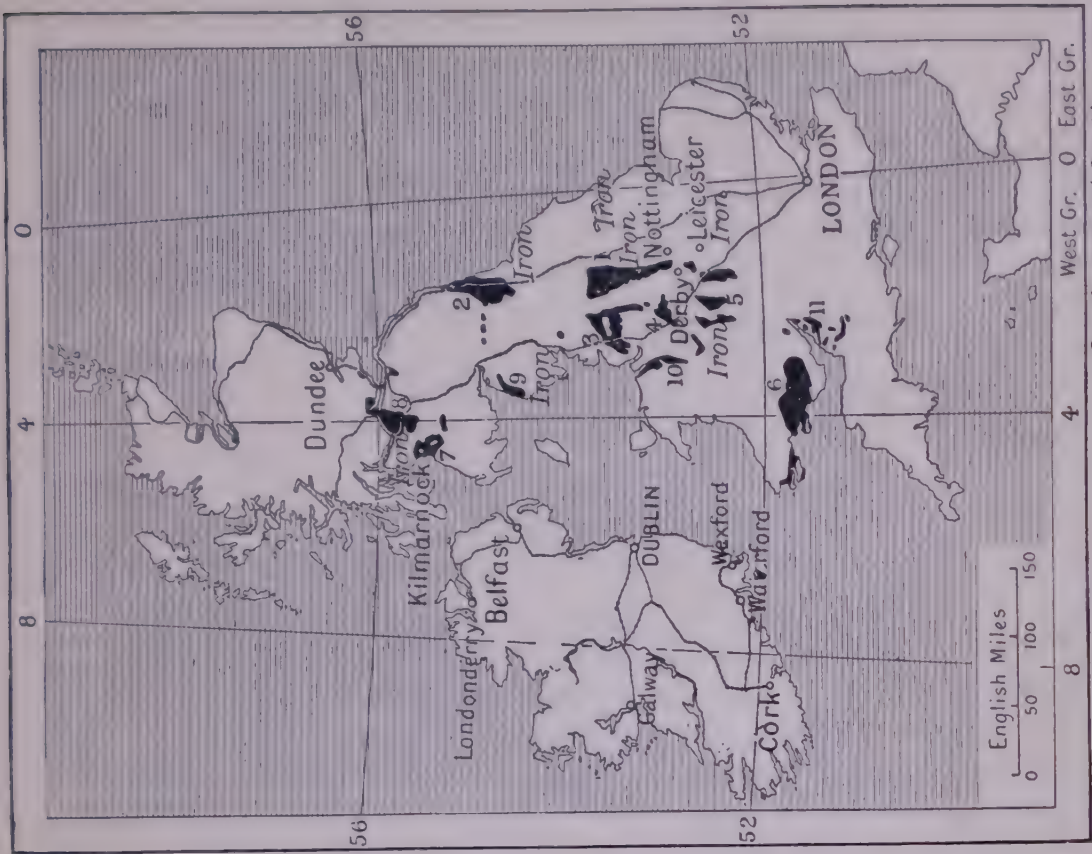 8
4
0
56
56
Dundee
8
Iron
Kilmarnock
7
Londonderry
Belfast
2
Iron
9
Iron
1
Iron
Iron
3
Nottingham
4
Derby
Leicester
10
Iron
Iron
5
Galway
DUBLIN
Wexford
Waterford
Cork
52
52
6
11
LONDON
English Miles
0 50 100 150
8
4
West Gr. 0 East Gr.